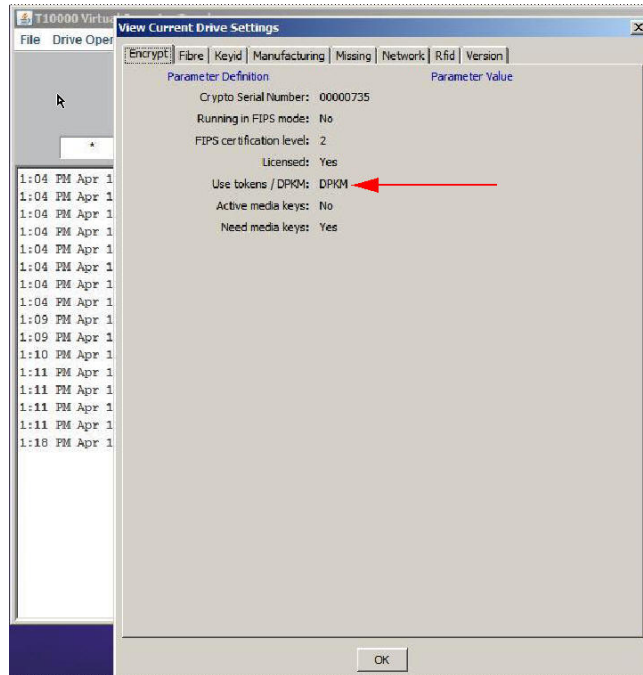 T10000 Virtual
View Current Drive Settings
File Drive Oper
Encrypt Fibre Keyid Manufacturing Missing Network Rfid Version
Parameter Definition Parameter Value
Crypto Serial Number: 00000735
Running in FIPS mode: No
*
FIPS certification level: 2
Licensed: Yes
Use tokens / DPKM: DPKM
Active media keys: No
Need media keys: Yes
1:04 PM Apr 1
1:04 PM Apr 1
1:04 PM Apr 1
1:04 PM Apr 1
1:04 PM Apr 1
1:04 PM Apr 1
1:04 PM Apr 1
1:04 PM Apr 1
1:09 PM Apr 1
1:09 PM Apr 1
1:10 PM Apr 1
1:11 PM Apr 1
1:11 PM Apr 1
1:11 PM Apr 1
1:11 PM Apr 1
1:18 PM Apr 1
OK